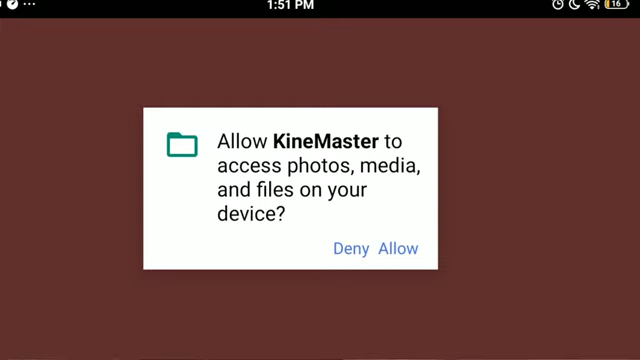 1:51 PM
16
Allow KineMaster to
access photos, media,
and files on your
device?
Deny Allow